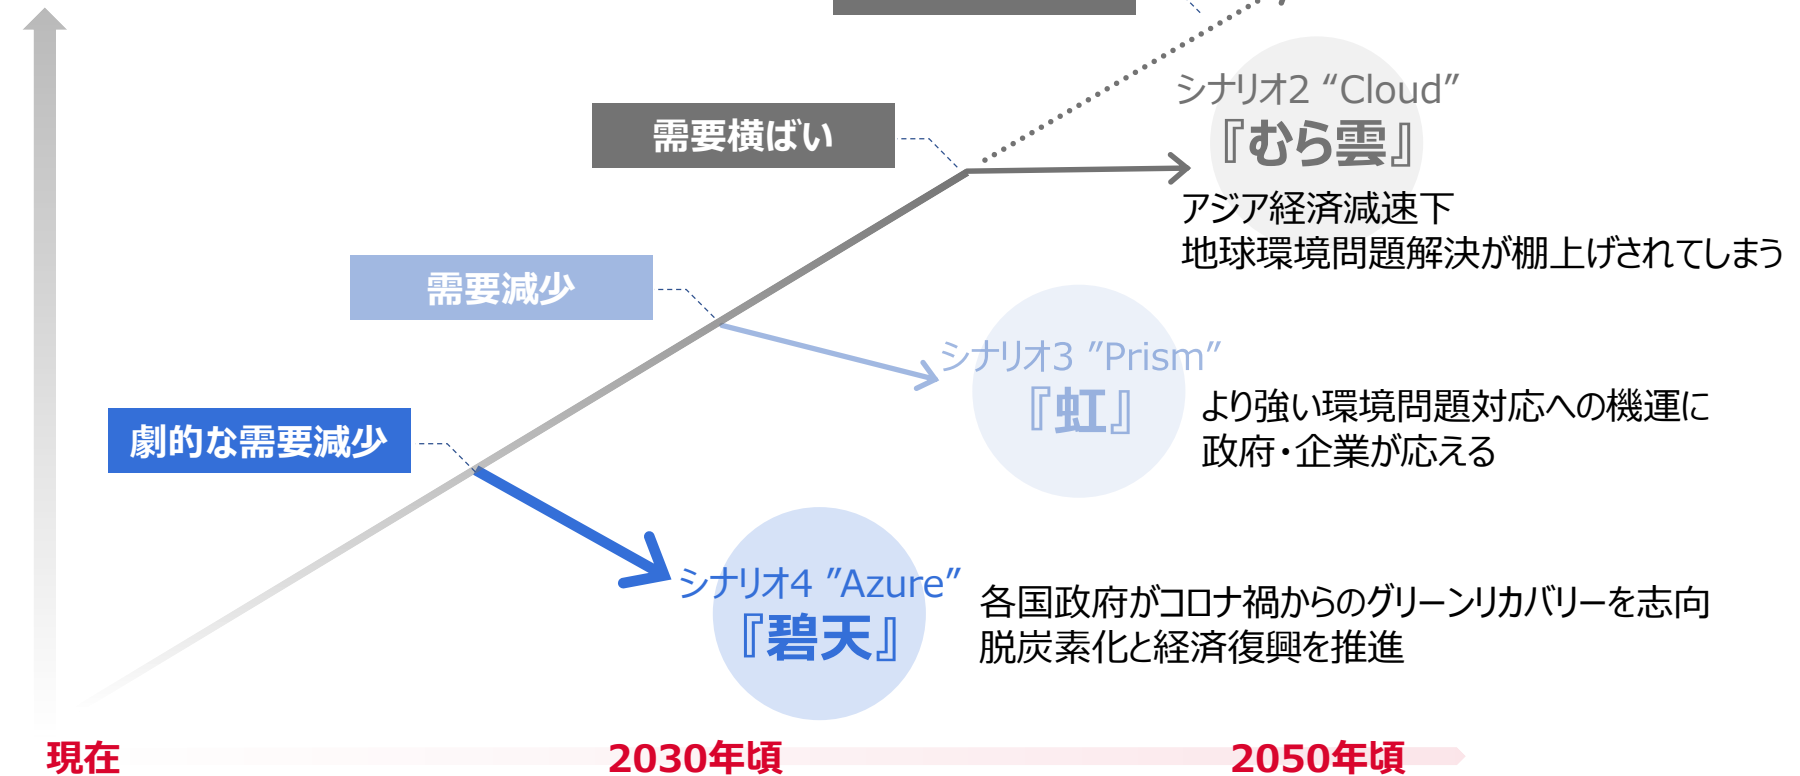 シナリオ2 “Cloud”
『むら雲』
需要横ばい
アジア経済減速下
地球環境問題解決が棚上げされてしまう
需要減少
シナリオ3 ”Prism”
『虹』
より強い環境問題対応への機運に
政府・企業が応える
劇的な需要減少
シナリオ4 ”Azure”
『碧天』
各国政府がコロナ禍からのグリーンリカバリーを志向
脱炭素化と経済復興を推進
現在
2030年頃
2050年頃